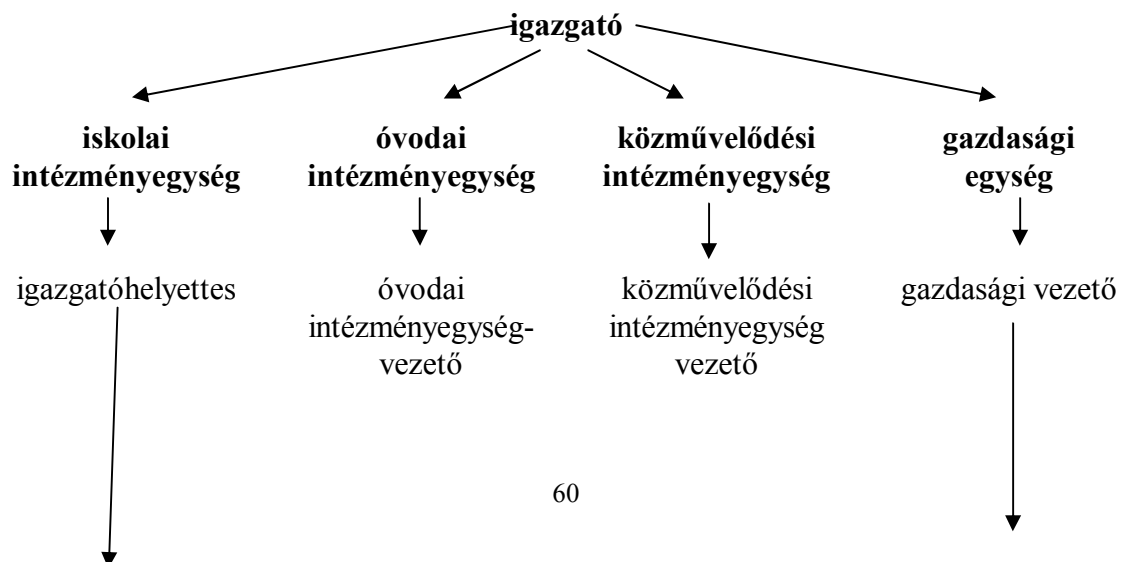 igazgató
iskolai
intézményegység
óvodai
intézményegység
közművelődési
intézményegység
gazdasági
egység
igazgatóhelyettes
óvodai
intézményegység-
vezető
közművelődési
intézményegység
vezető
gazdasági vezető
60